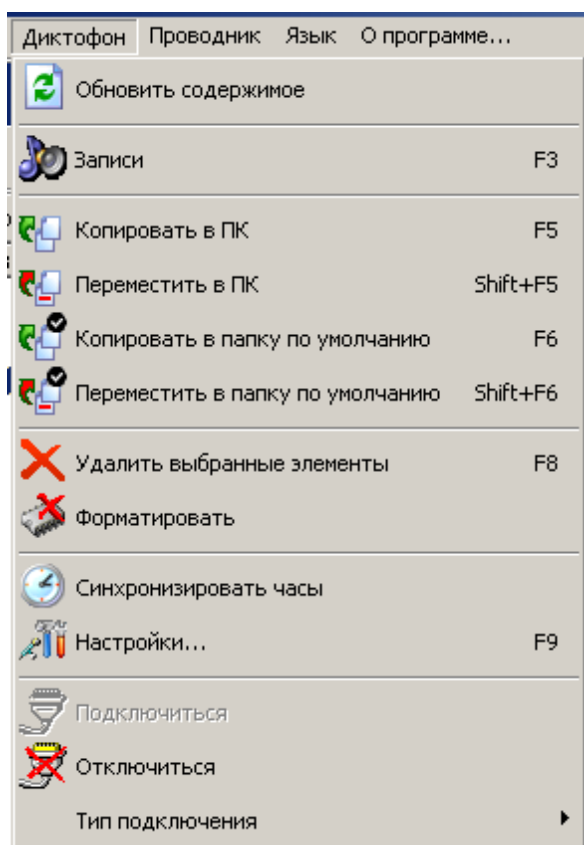 Диктофон Проводник Язык О программе...
Обновить содержимое
Записи F3
Копировать в ПК F5
Переместить в ПК Shift+F5
Копировать в папку по умолчанию F6
Переместить в папку по умолчанию Shift+F6
Удалить выбранные элементы F8
Форматировать
Синхронизировать часы
Настройки... F9
Подключиться
Отключиться
Тип подключения